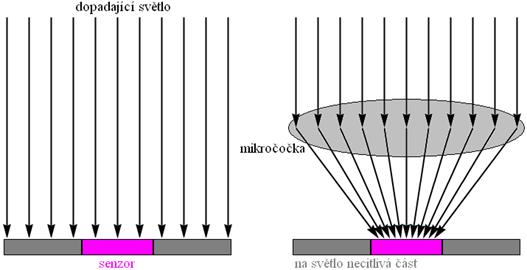 dopadající světlo
mikročočka
senzor
na světlo necitlivá část